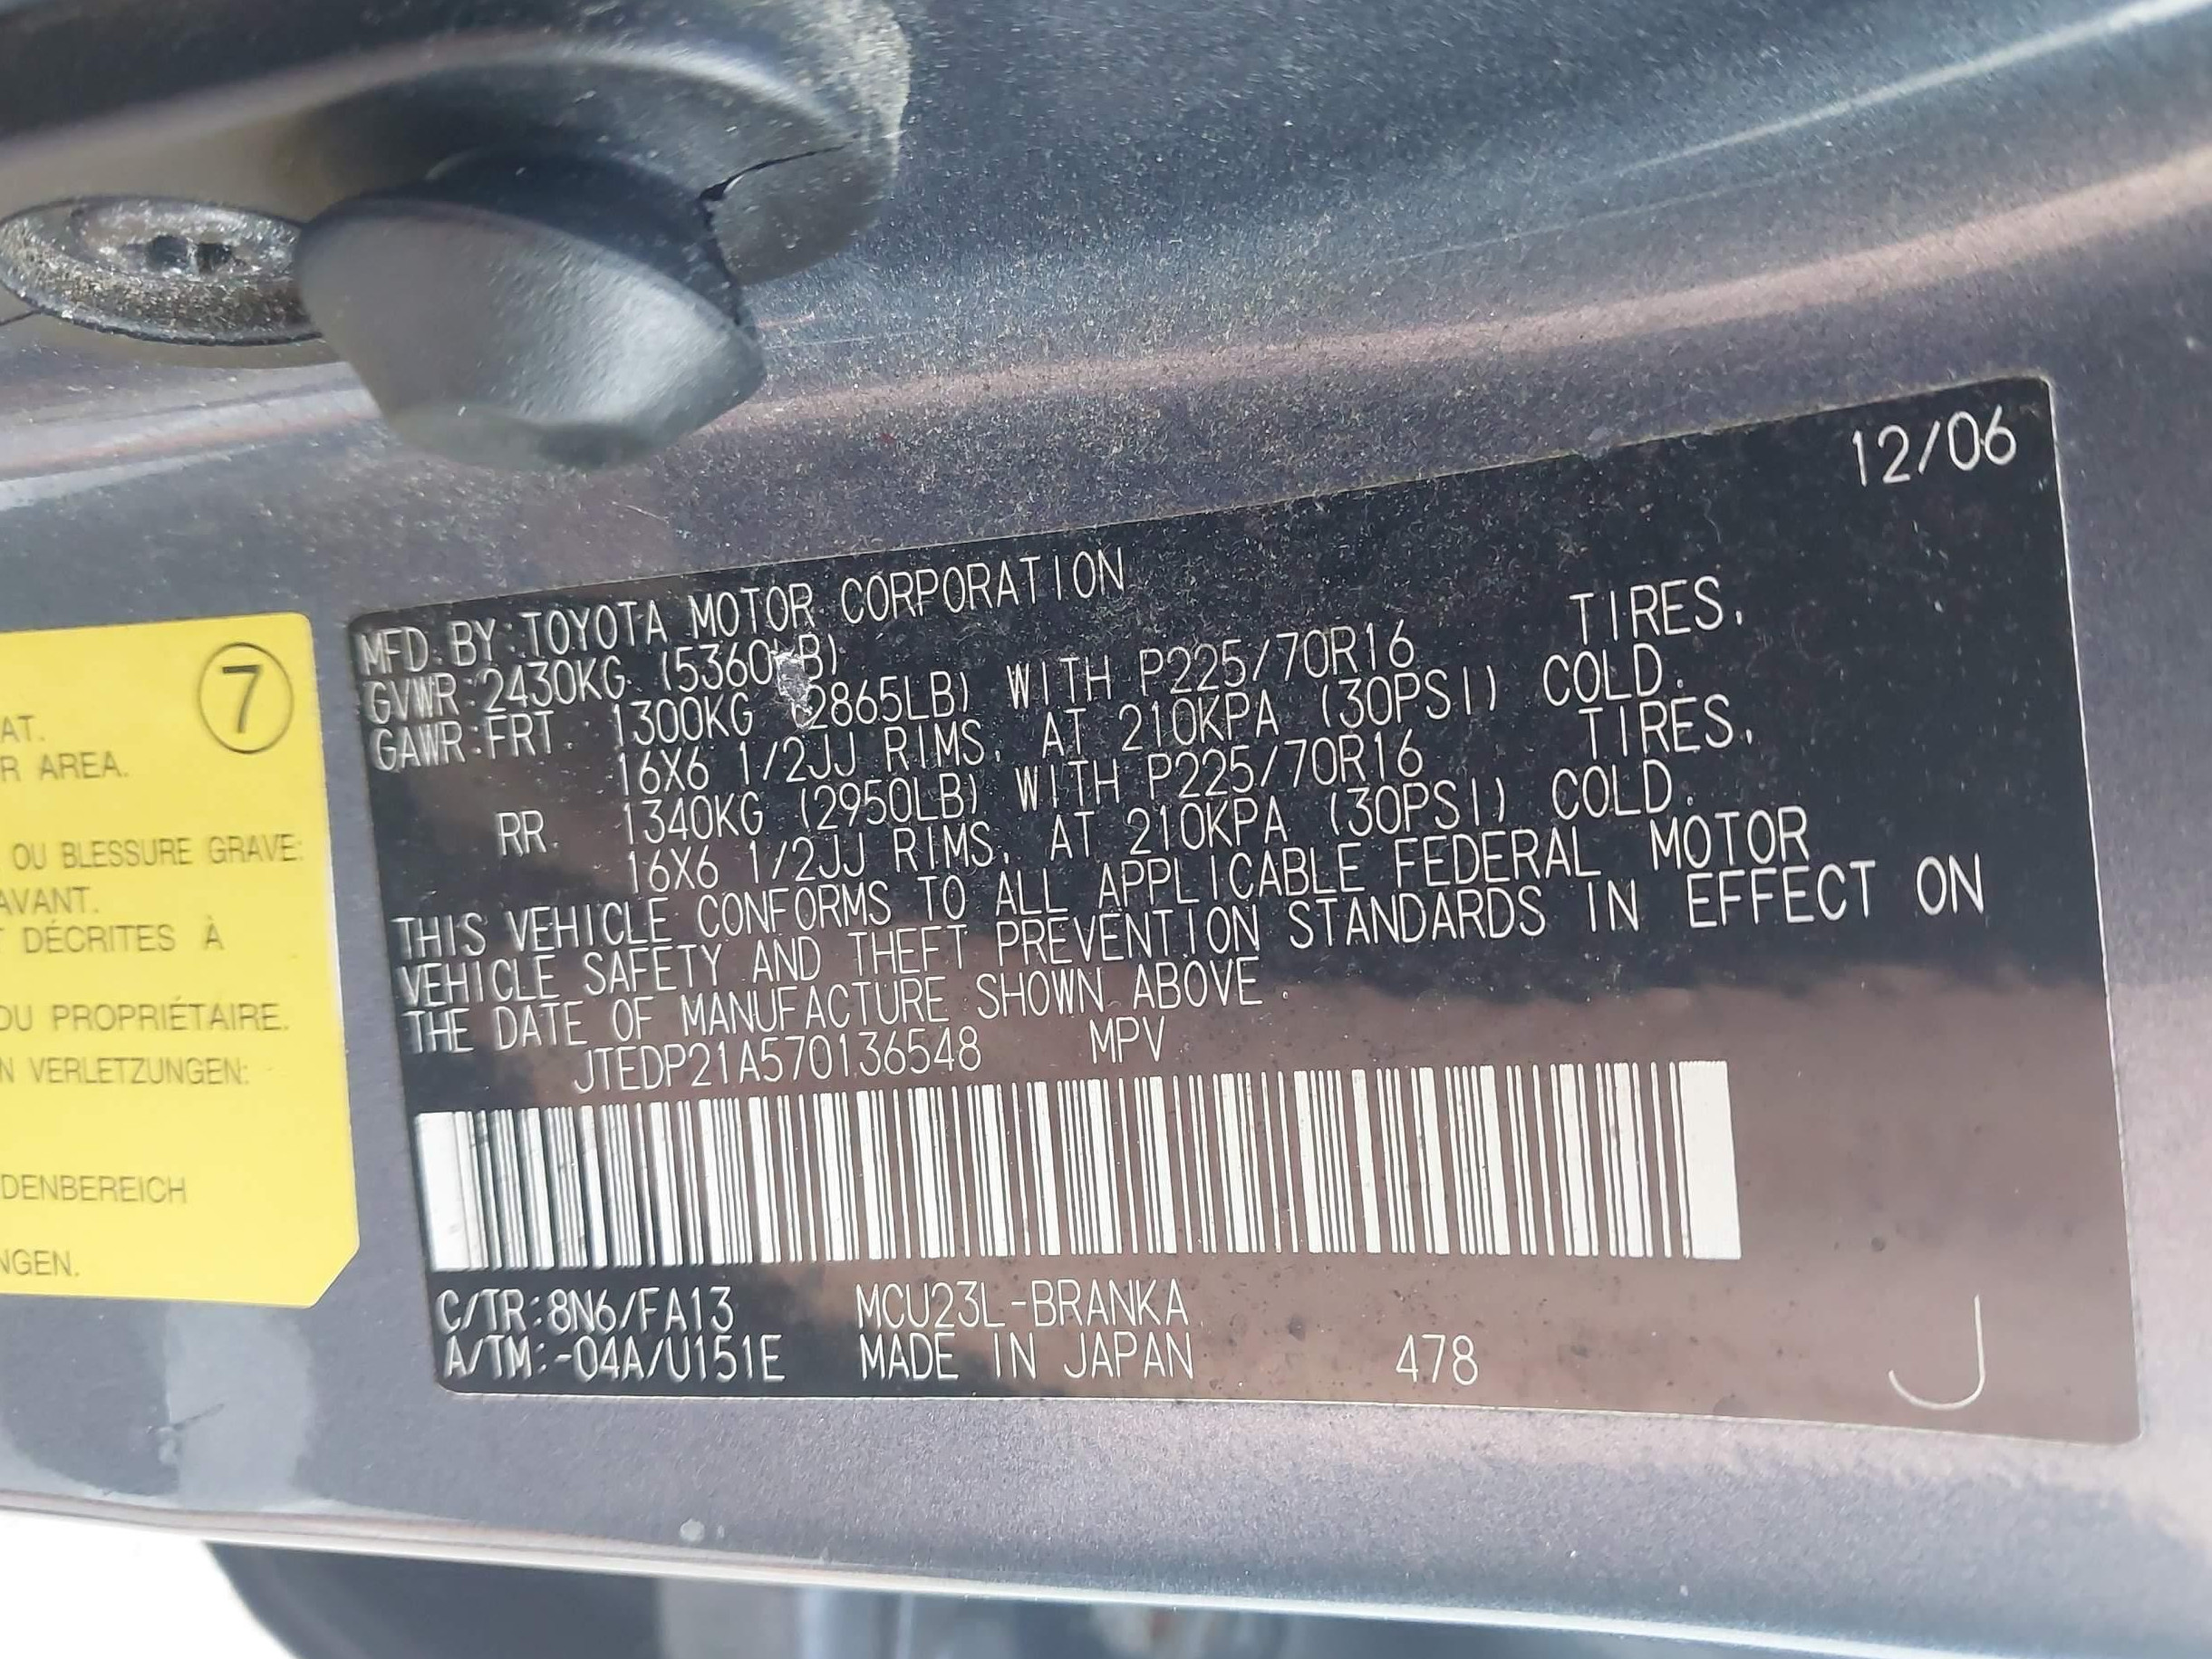 7
AT.
R AREA.
OU BLESSURE GRAVE:
AVANT.
DÉCRITES À
DU PROPRIÉTAIRE.
N VERLETZUNGEN:
DENBEREICH
NGEN.
12/06
MFD. BY: TOYOTA MOTOR CORPORATION
GVWR: 2430KG (5360LB)
GAWR: FRT. 1300KG (2865LB) WITH P225/70R16 TIRES,
16X6 1/2JJ RIMS, AT 210KPA (30PSI) COLD.
RR. 1340KG (2950LB) WITH P225/70R16 TIRES,
16X6 1/2JJ RIMS, AT 210KPA (30PSI) COLD.
THIS VEHICLE CONFORMS TO ALL APPLICABLE FEDERAL MOTOR
VEHICLE SAFETY AND THEFT PREVENTION STANDARDS IN EFFECT ON
THE DATE OF MANUFACTURE SHOWN ABOVE.
JTEDP21A570136548 MPV
C/TR: 8N6/FA13 MCU23L-BRANKA
A/TM: -04A/U151E MADE IN JAPAN 478 J